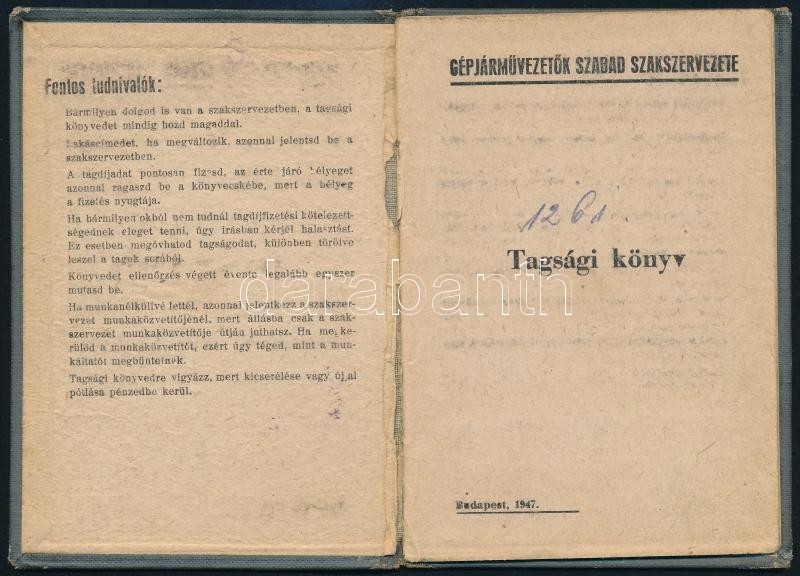 Fontos tudnivalók:
Bármilyen dolgod is van a szakszervezetben, a tagsági
könyvedet mindig hozd magaddal.
Lakáscímedet, ha megváltozik, azonnal jelentsd be a
szakszervezetben.
A tagdíjadat pontosan fizesd, az érte járó bélyeget
azonnal ragaszd be a könyvecskébe, mert a bélyeg
a fizetés nyugtája.
Ha bármilyen okból nem tudnál tagdíjfizetési kötelezett-
ségednek eleget tenni, úgy írásban kérjél halasztást.
Ez esetben megóvhatod tagságodat, különben törölve
leszel a tagok sorából.
Könyvedet ellenőrzés végett évente legalább egyszer
mutasd be.
Ha munkanélkülivé lettél, azonnal jelentkezz a szakszer-
vezet munkaközvetítőjénél, mert állásba csak a szak-
szervezet munkaközvetítője útján juthatsz. Ha meg ke-
rülöd a munkaközvetítőt, ezért úgy téged, mint a mun-
káltatót megbüntetnek.
Tagsági könyvedre vigyázz, mert kicserélése vagy újjal
pótlása pénzedbe kerül.
GÉPJÁRMŰVEZETŐK SZABAD SZAKSZERVEZETE
1261.
Tagsági könyv
darabanth
Budapest, 1947.